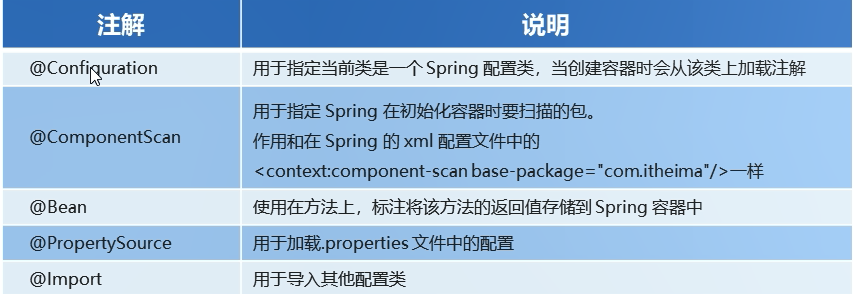 注解 说明
@Configuration 用于指定当前类是一个 Spring 配置类，当创建容器时会从该类上加载注解
@ComponentScan
用于指定 Spring 在初始化容器时要扫描的包。
作用和在 Spring 的 xml 配置文件中的
<context:component-scan base-package="com.itheima"/>一样
@Bean 使用在方法上，标注将该方法的返回值存储到 Spring 容器中
@PropertySource 用于加载.properties 文件中的配置
@Import 用于导入其他配置类